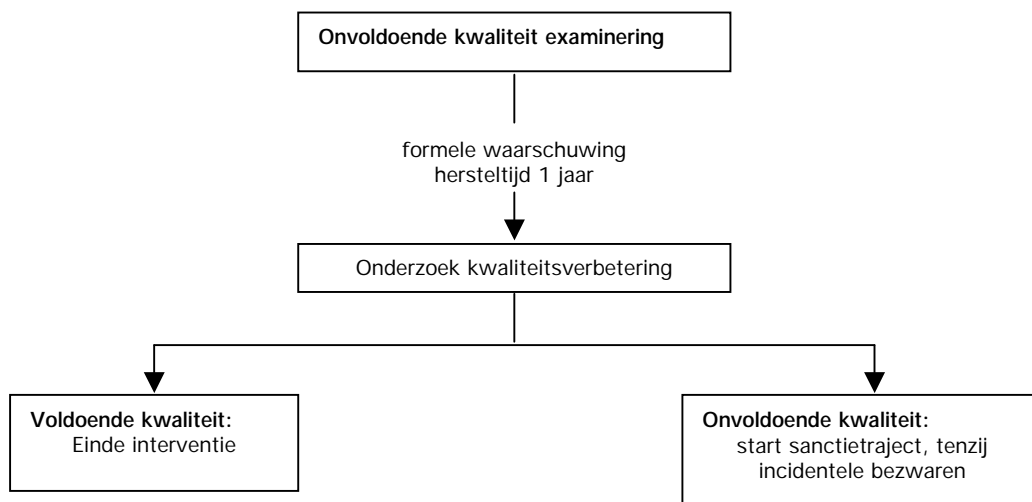 Onvoldoende kwaliteit examinering
formele waarschuwing
hersteltijd 1 jaar
Onderzoek kwaliteitsverbetering
Voldoende kwaliteit:
Einde interventie
Onvoldoende kwaliteit:
start sanctietraject, tenzij
incidentele bezwaren